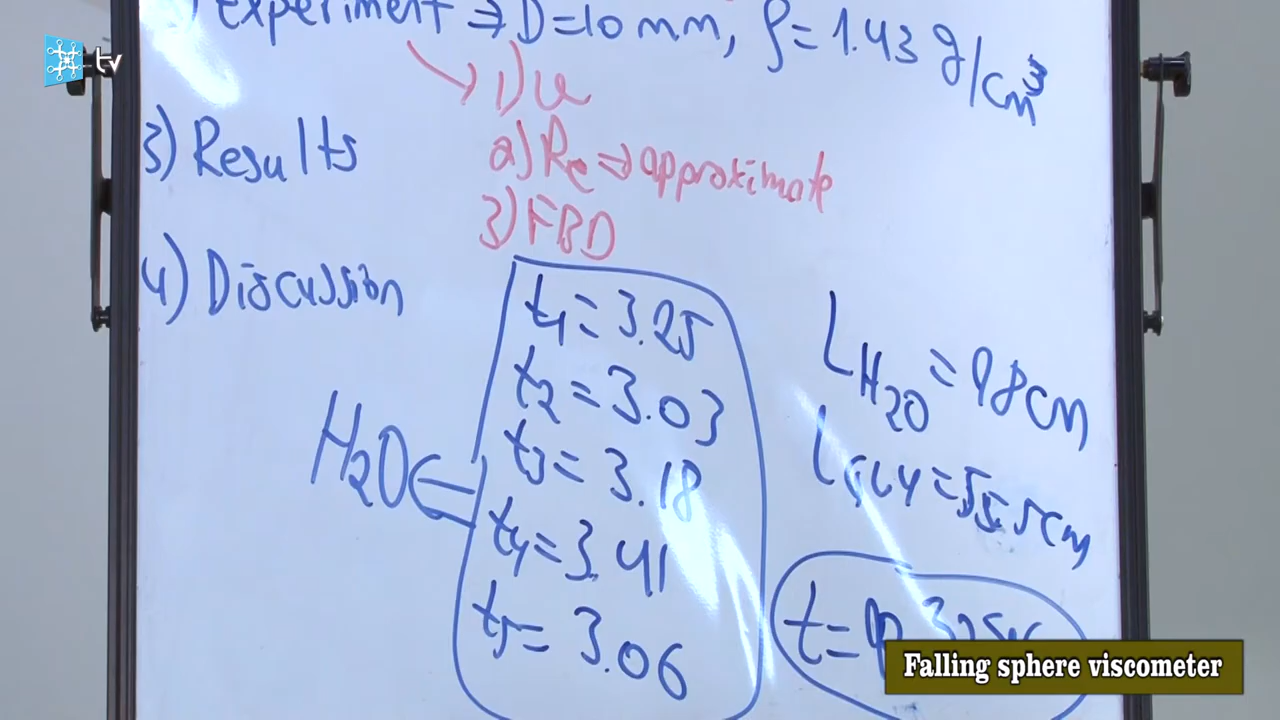 tv
experiment ⇒ D=10 mm, ρ=1.43 g/cm³
1) v
2) Re ⇒ approximate
3) FBD
3) Results
4) Discussion
t1=3.25
t2=3.03
t3=3.18
t4=3.41
t5=3.06
H2O
L H2O = 98cm
L =55.5cm
t=
Falling sphere viscometer